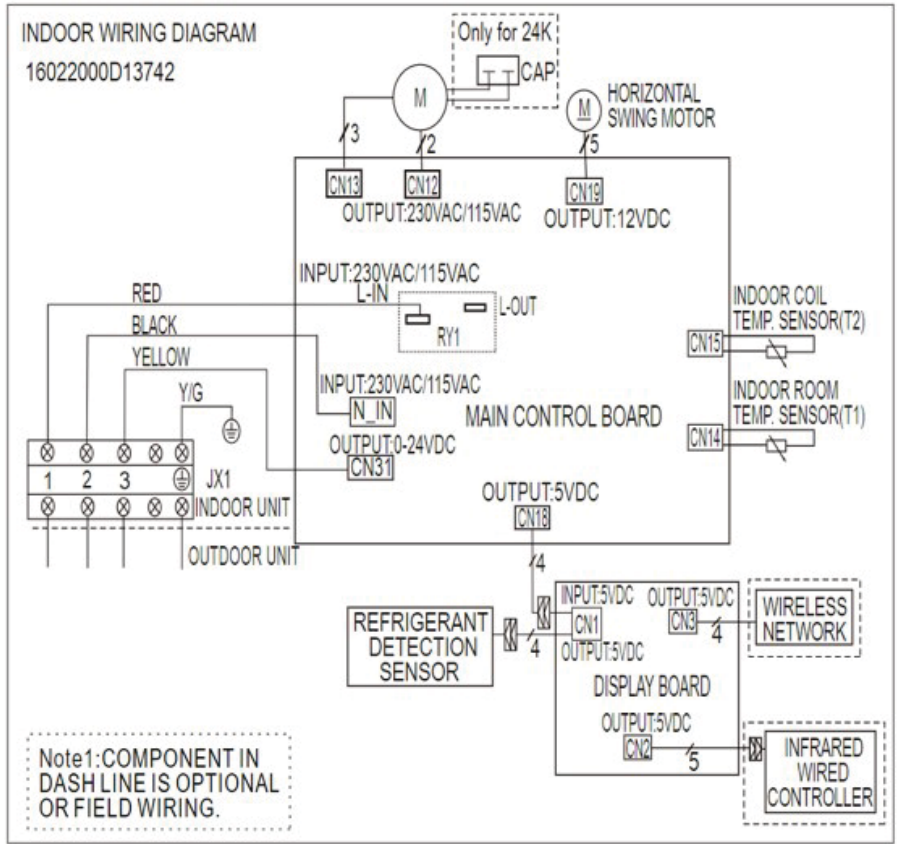 INDOOR WIRING DIAGRAM
16022000D13742
Only for 24K
CAP
M
HORIZONTAL
SWING MOTOR
M
3
2
5
CN13
CN12
CN19
OUTPUT:230VAC/115VAC
OUTPUT:12VDC
INPUT:230VAC/115VAC
L-IN
L-OUT
RY1
RED
BLACK
YELLOW
Y/G
INDOOR COIL
TEMP. SENSOR(T2)
CN15
INPUT:230VAC/115VAC
N_IN
MAIN CONTROL BOARD
INDOOR ROOM
TEMP. SENSOR(T1)
CN14
OUTPUT:0-24VDC
CN31
1 2 3
JX1
INDOOR UNIT
OUTDOOR UNIT
OUTPUT:5VDC
CN18
4
REFRIGERANT
DETECTION
SENSOR
4
INPUT:5VDC
CN1
OUTPUT:5VDC
OUTPUT:5VDC
CN3
4
WIRELESS
NETWORK
DISPLAY BOARD
OUTPUT:5VDC
CN2
5
INFRARED
WIRED
CONTROLLER
Note1:COMPONENT IN
DASH LINE IS OPTIONAL
OR FIELD WIRING.